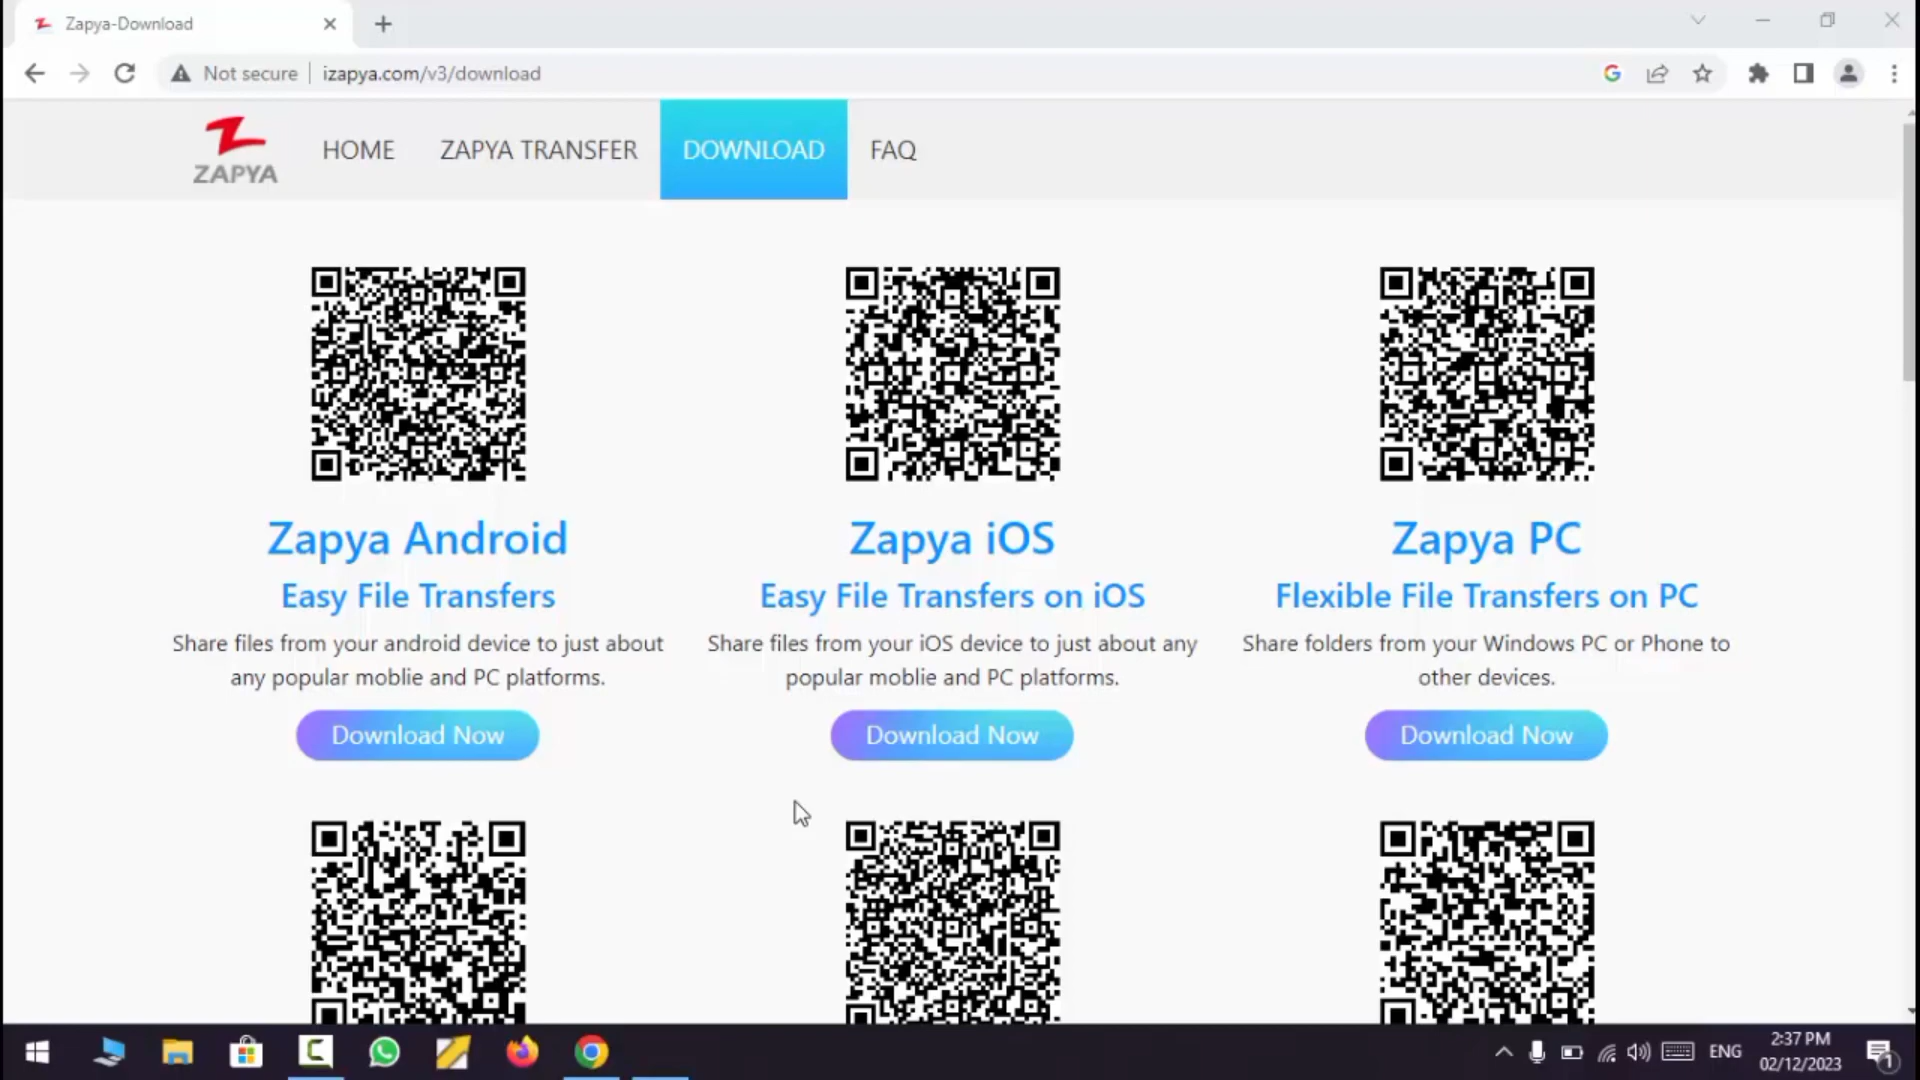 Zapya-Download
Not secure
izapya.com/v3/download
ZAPYA
HOME
ZAPYA TRANSFER
DOWNLOAD
FAQ
Zapya Android
Easy File Transfers
Share files from your android device to just about
any popular moblie and PC platforms.
Download Now
Zapya iOS
Easy File Transfers on iOS
Share files from your iOS device to just about any
popular moblie and PC platforms.
Download Now
Zapya PC
Flexible File Transfers on PC
Share folders from your Windows PC or Phone to
other devices.
Download Now
ENG
2:37 PM
02/12/2023
1